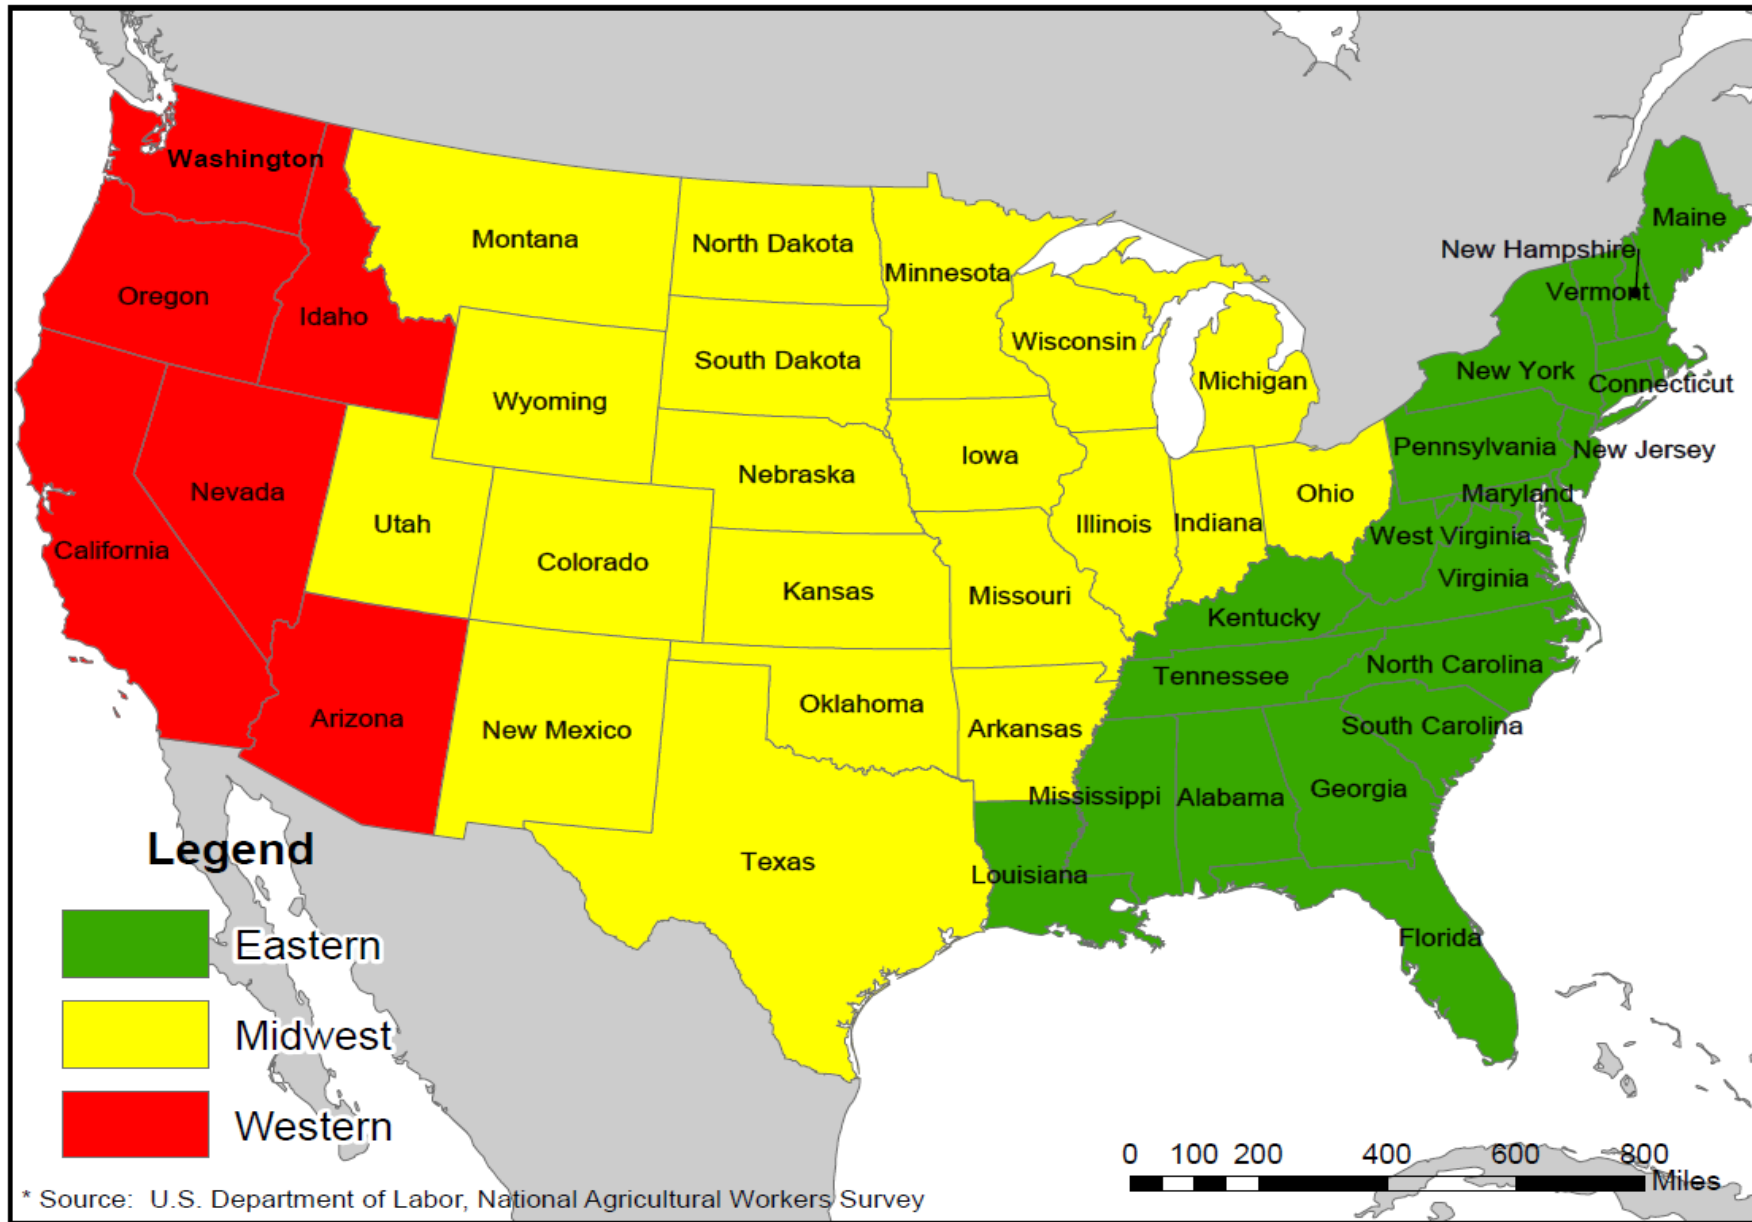 Washington
Montana
North Dakota
Minnesota
Maine
New Hampshire
Vermont
Oregon
Idaho
South Dakota
Wisconsin
Michigan
New York
Connecticut
Wyoming
Nebraska
Iowa
Pennsylvania
New Jersey
Nevada
Utah
Ohio
Maryland
California
Colorado
Illinois
Indiana
West Virginia
Virginia
Kansas
Missouri
Kentucky
Arizona
New Mexico
Oklahoma
Arkansas
Tennessee
North Carolina
South Carolina
Mississippi
Alabama
Georgia
Texas
Louisiana
Florida
Legend
Eastern
Midwest
Western
0 100 200 400 600 800
Miles
* Source: U.S. Department of Labor, National Agricultural Workers Survey